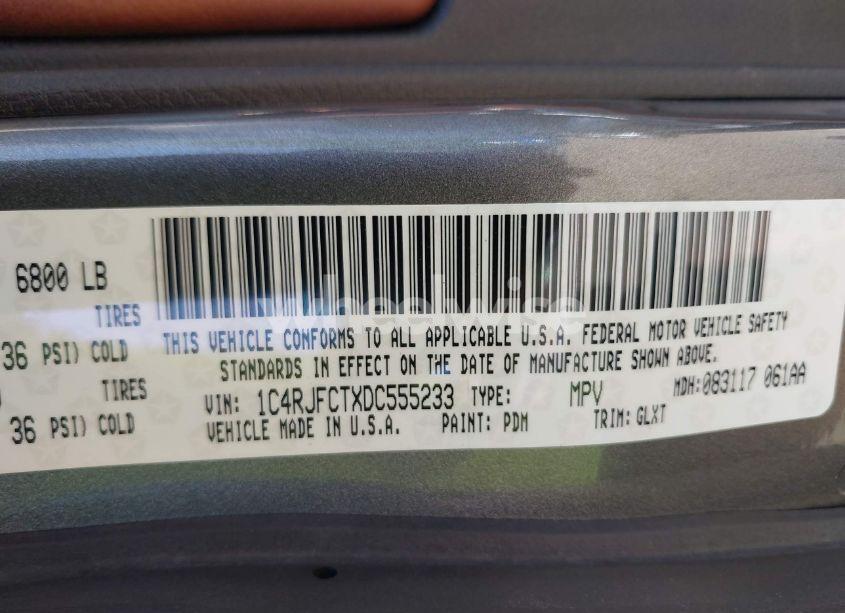 6800 LB
TIRES
36 PSI) COLD
TIRES
36 PSI) COLD
wheelwise
THIS VEHICLE CONFORMS TO ALL APPLICABLE U.S.A. FEDERAL MOTOR VEHICLE SAFETY
STANDARDS IN EFFECT ON THE DATE OF MANUFACTURE SHOWN ABOVE.
VIN: 1C4RJFCTXDC555233 TYPE: MPV MDH:083117 061AA
VEHICLE MADE IN U.S.A. PAINT: PDM TRIM: GLXT